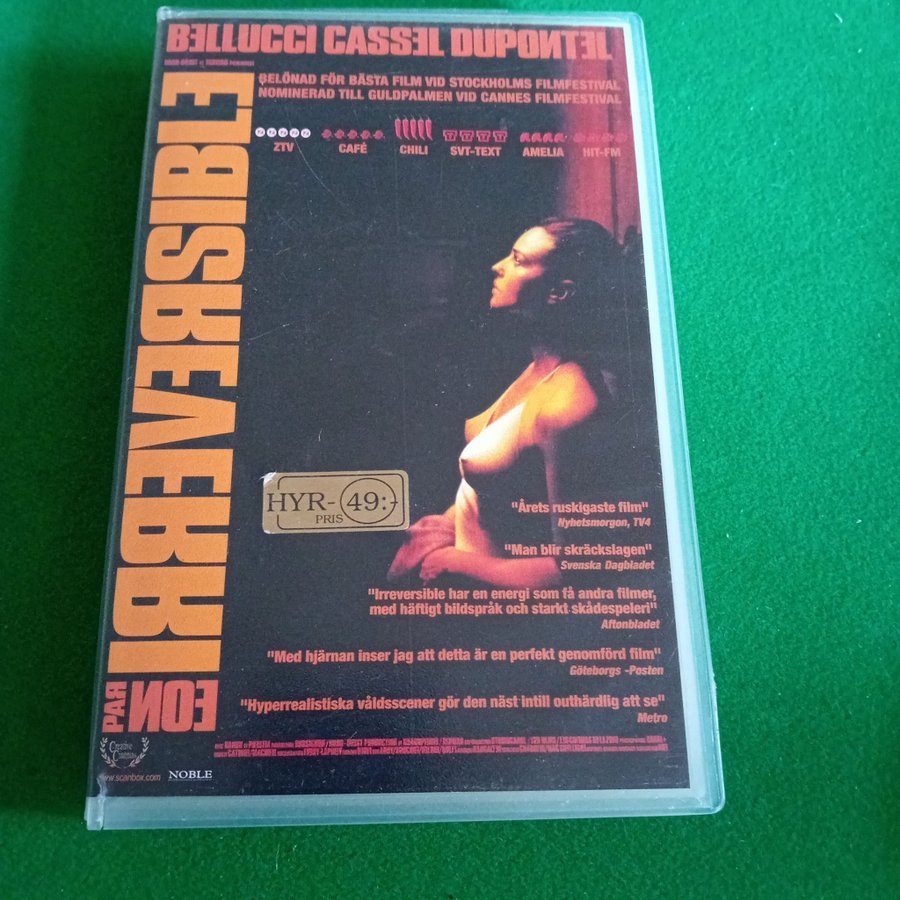 BELLUCCI CASSEL DUPONTEL
BELÖNAD FÖR BÄSTA FILM VID STOCKHOLMS FILMFESTIVAL
NOMINERAD TILL GULDPALMEN VID CANNES FILMFESTIVAL
ZTV CAFÉ CHILI SVT-TEXT AMELIA HIT-FM
IRREVERSIBLE
HYR- 49:-
PRIS
"Årets ruskigaste film"
Nyhetsmorgon, TV4
"Man blir skräckslagen"
Svenska Dagbladet
"Irreversible har en energi som få andra filmer,
med häftigt bildspråk och starkt skådespeleri"
Aftonbladet
"Med hjärnan inser jag att detta är en perfekt genomförd film"
Göteborgs -Posten
"Hyperrealistiska våldsscener gör den näst intill outhärdlig att se"
Metro
PAR
NOE
Creative
Cinema
www.scanbox.com NOBLE